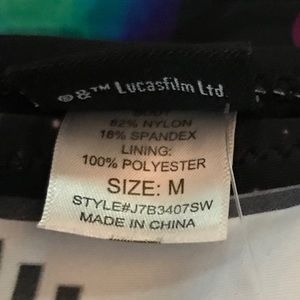 ©&™ Lucasfilm Ltd.
82% NYLON
18% SPANDEX
LINING:
100% POLYESTER
SIZE: M
STYLE#J7B3407SW
MADE IN CHINA